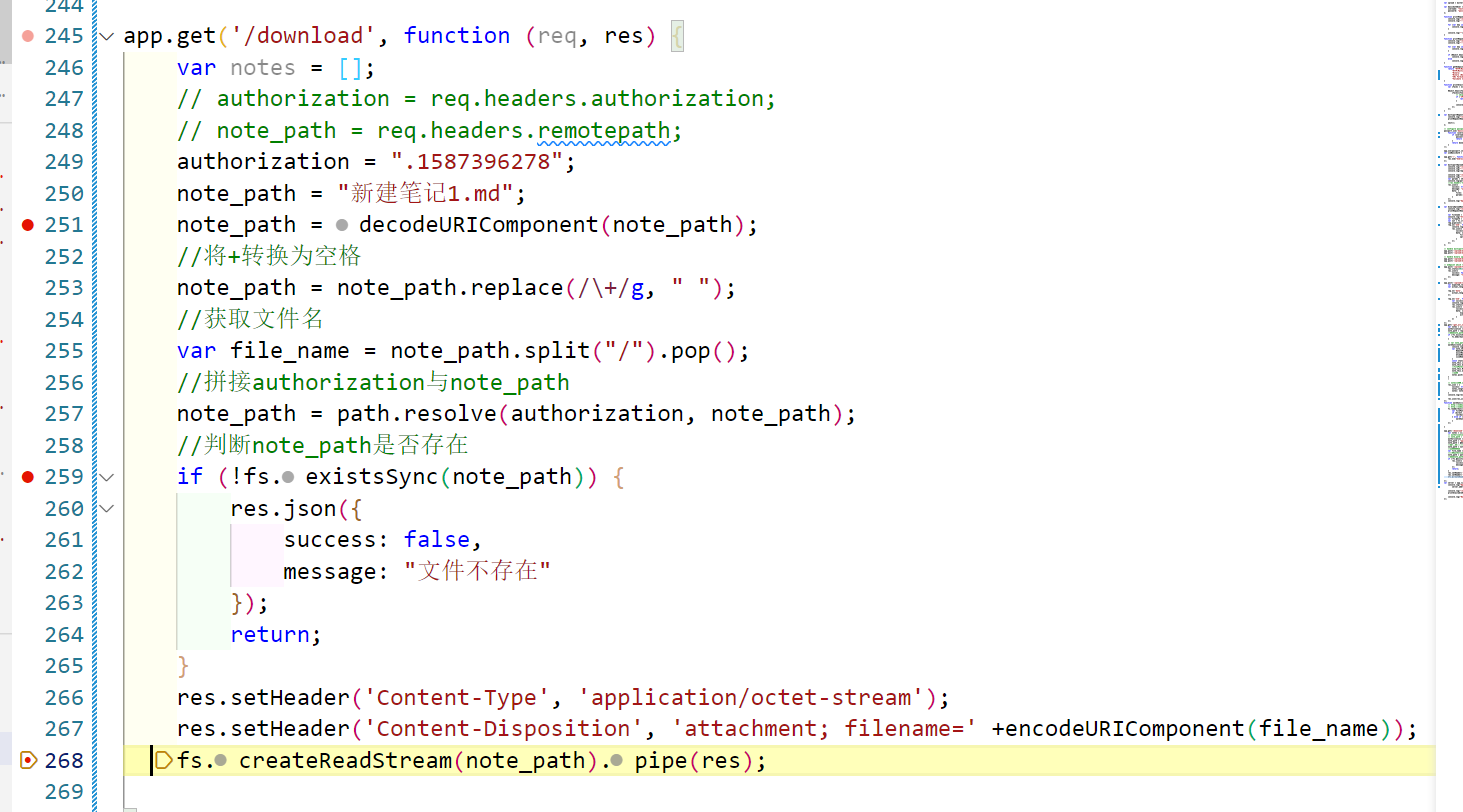 244
245 app.get('/download', function (req, res) {
246 var notes = [];
247 // authorization = req.headers.authorization;
248 // note_path = req.headers.remotepath;
249 authorization = ".1587396278";
250 note_path = "新建笔记1.md";
251 note_path = decodeURIComponent(note_path);
252 //将+转换为空格
253 note_path = note_path.replace(/\+/g, " ");
254 //获取文件名
255 var file_name = note_path.split("/").pop();
256 //拼接authorization与note_path
257 note_path = path.resolve(authorization, note_path);
258 //判断note_path是否存在
259 if (!fs. existsSync(note_path)) {
260 res.json({
261 success: false,
262 message: "文件不存在"
263 });
264 return;
265 }
266 res.setHeader('Content-Type', 'application/octet-stream');
267 res.setHeader('Content-Disposition', 'attachment; filename=' +encodeURIComponent(file_name));
268 fs. createReadStream(note_path). pipe(res);
269